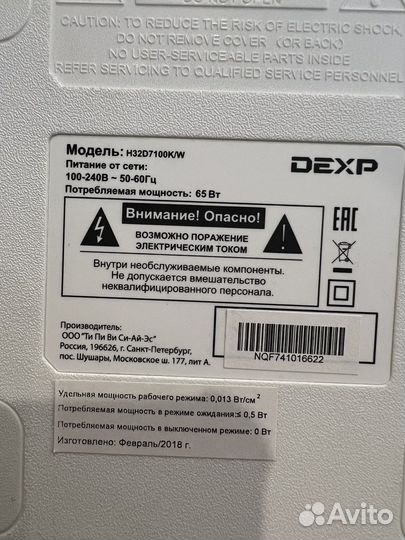 CAUTION: TO REDUCE THE RISK OF ELECTRIC SHOCK,
DO NOT REMOVE COVER (OR BACK)
NO USER-SERVICEABLE PARTS INSIDE
REFER SERVICING TO QUALIFIED SERVICE PERSONNEL.
Модель: H32D7100K/W
DEXP
Питание от сети:
100-240В ~ 50-60Гц
Потребляемая мощность: 65 Вт
Внимание! Опасно!
ВОЗМОЖНО ПОРАЖЕНИЕ
ЭЛЕКТРИЧЕСКИМ ТОКОМ
EAC
Внутри необслуживаемые компоненты.
Не допускается вмешательство
неквалифицированного персонала.
Производитель:
ООО "Ти Пи Ви Си-Ай-Эс"
Россия, 196626, г. Санкт-Петербург,
пос. Шушары, Московское ш. 177, лит А.
NQF741016622
Удельная мощность рабочего режима: 0,013 Вт/см²
Потребляемая мощность в режиме ожидания:≤ 0,5 Вт
Потребляемая мощность в выключенном режиме: 0 Вт
Изготовлено: Февраль/2018 г.
Avito